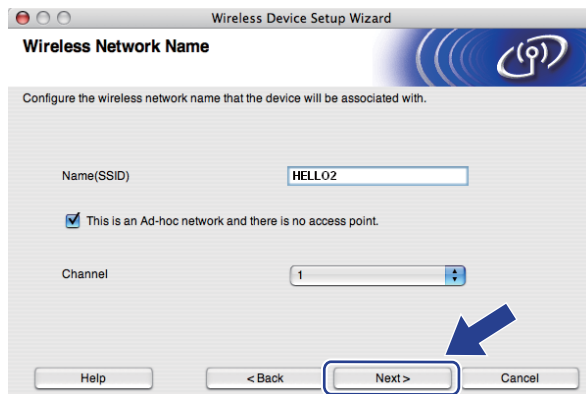 Wireless Device Setup Wizard
Wireless Network Name
Configure the wireless network name that the device will be associated with.
Name(SSID) HELLO2
This is an Ad-hoc network and there is no access point.
Channel 1
Help < Back Next > Cancel